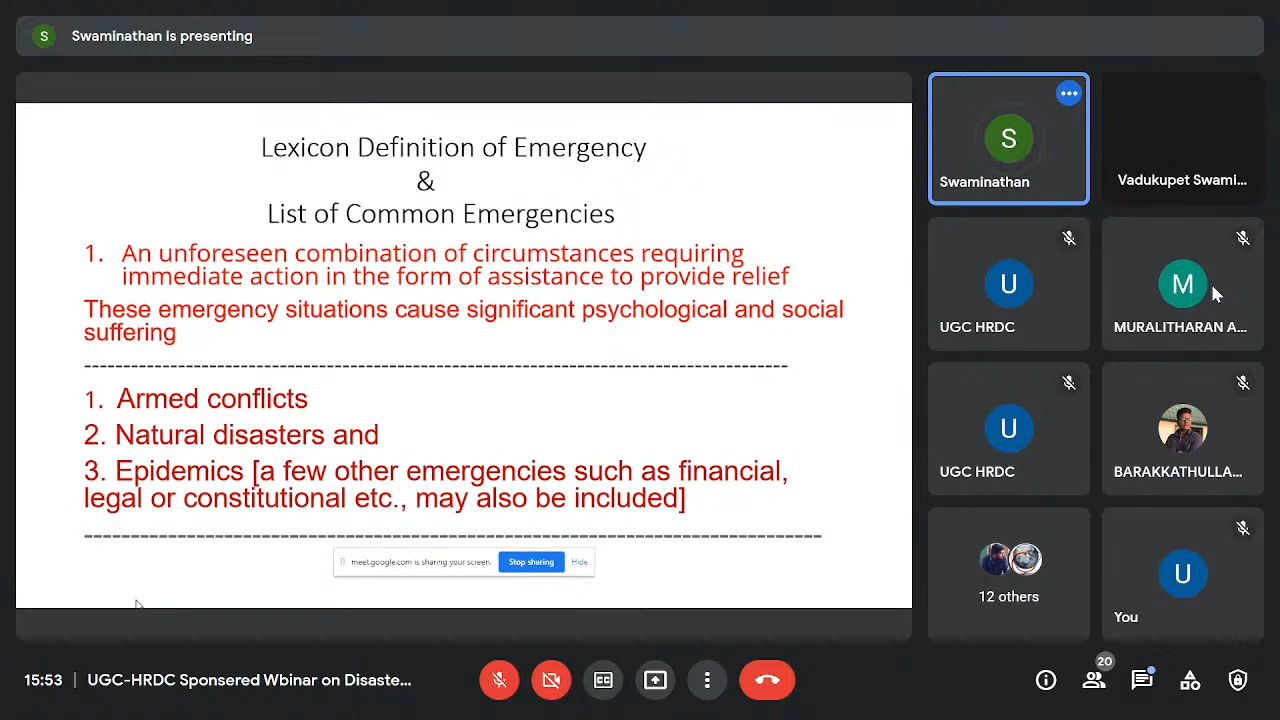 S Swaminathan is presenting
Lexicon Definition of Emergency
&
List of Common Emergencies
1. An unforeseen combination of circumstances requiring
immediate action in the form of assistance to provide relief
These emergency situations cause significant psychological and social
suffering
--------------------------------------------------------------------------------
1. Armed conflicts
2. Natural disasters and
3. Epidemics [a few other emergencies such as financial,
legal or constitutional etc., may also be included]
--------------------------------------------------------------------------
meet.google.com is sharing your screen. Stop sharing Hide
S
Swaminathan
Vadukupet Swami...
U
UGC HRDC
M
MURALITHARAN A...
U
UGC HRDC
BARAKKATHULLA...
12 others
U
You
15:53 | UGC-HRDC Sponsered Wbinar on Disaste...
CC
20